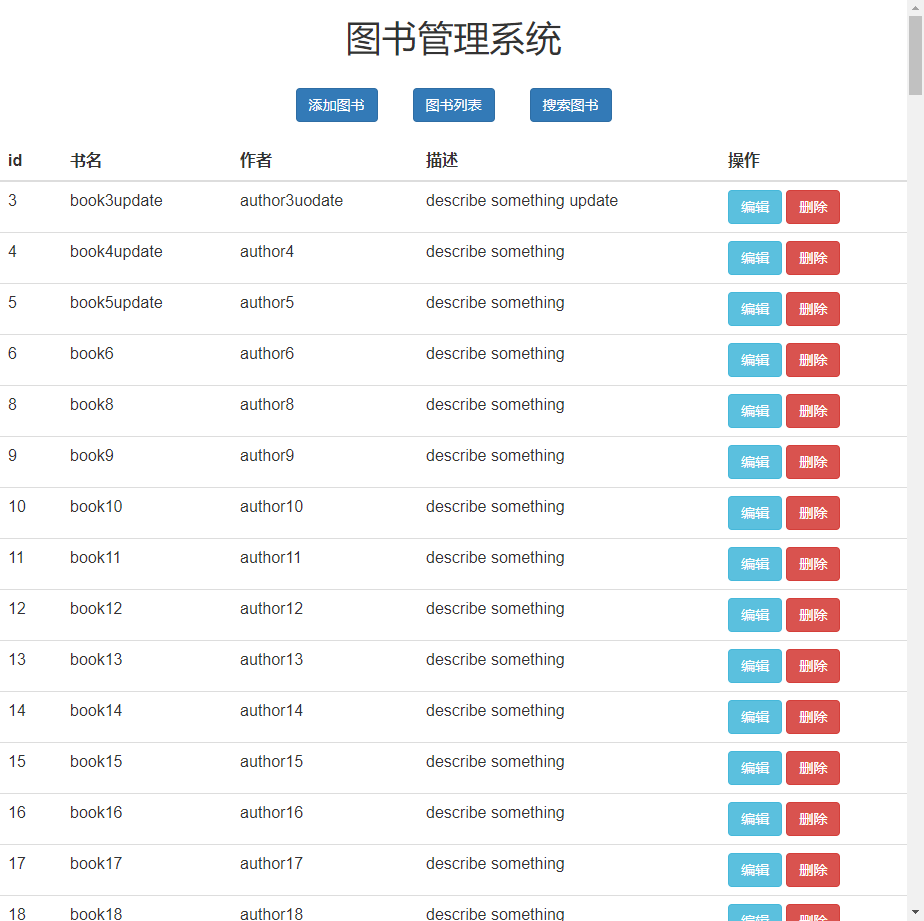 图书管理系统
添加图书 图书列表 搜索图书
id 书名 作者 描述 操作
3 book3update author3uodate describe something update 编辑 删除
4 book4update author4 describe something 编辑 删除
5 book5update author5 describe something 编辑 删除
6 book6 author6 describe something 编辑 删除
8 book8 author8 describe something 编辑 删除
9 book9 author9 describe something 编辑 删除
10 book10 author10 describe something 编辑 删除
11 book11 author11 describe something 编辑 删除
12 book12 author12 describe something 编辑 删除
13 book13 author13 describe something 编辑 删除
14 book14 author14 describe something 编辑 删除
15 book15 author15 describe something 编辑 删除
16 book16 author16 describe something 编辑 删除
17 book17 author17 describe something 编辑 删除
18 book18 author18 describe something 编辑 删除